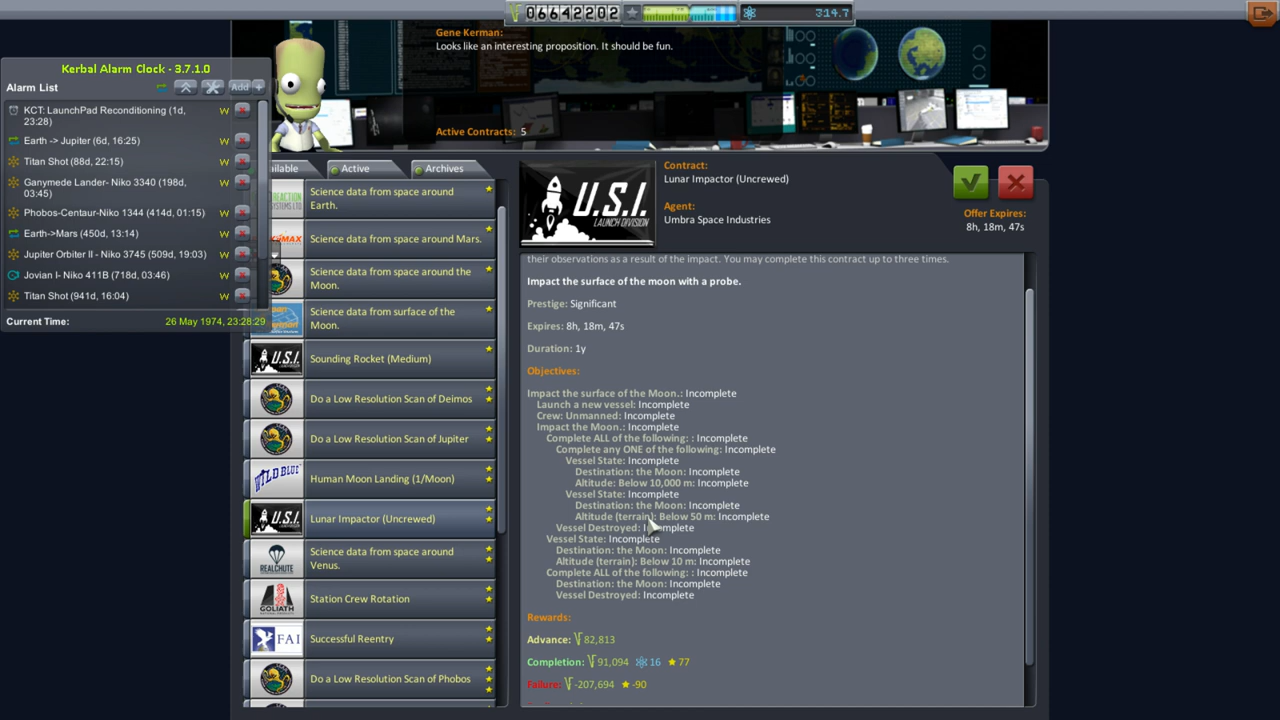 06642202
314.7
Gene Kerman:
Looks like an interesting proposition. It should be fun.
Active Contracts: 5
Kerbal Alarm Clock - 3.7.1.0
Alarm List
Add +
KCT: LaunchPad Reconditioning (1d,
23:28)
W
Earth -> Jupiter (6d, 16:25)
W
Titan Shot (88d, 22:15)
W
Ganymede Lander- Niko 3340 (198d,
03:45)
W
Phobos-Centaur-Niko 1344 (414d, 01:15)
W
Earth->Mars (450d, 13:14)
W
Jupiter Orbiter II - Niko 3745 (509d, 19:03)
W
Jovian I- Niko 411B (718d, 03:46)
W
Titan Shot (941d, 16:04)
W
Current Time: 26 May 1974, 23:28:29
ilable
Active
Archives
Science data from space around
Earth.
Science data from space around Mars.
Science data from space around the
Moon.
Science data from surface of the
Moon.
U.S.I.
Sounding Rocket (Medium)
Do a Low Resolution Scan of Deimos
Do a Low Resolution Scan of Jupiter
WILD BLUE
Human Moon Landing (1/Moon)
U.S.I.
Lunar Impactor (Uncrewed)
REALCHUTE
Science data from space around
Venus.
GOLIATH
Station Crew Rotation
FAI
Successful Reentry
Do a Low Resolution Scan of Phobos
U.S.I.
LAUNCH DIVISION
Contract:
Lunar Impactor (Uncrewed)
Agent:
Umbra Space Industries
Offer Expires:
8h, 18m, 47s
their observations as a result of the impact. You may complete this contract up to three times.
Impact the surface of the moon with a probe.
Prestige: Significant
Expires: 8h, 18m, 47s
Duration: 1y
Objectives:
Impact the surface of the Moon.: Incomplete
Launch a new vessel: Incomplete
Crew: Unmanned: Incomplete
Impact the Moon.: Incomplete
Complete ALL of the following: : Incomplete
Complete any ONE of the following: Incomplete
Vessel State: Incomplete
Destination: the Moon: Incomplete
Altitude: Below 10,000 m: Incomplete
Vessel State: Incomplete
Destination: the Moon: Incomplete
Altitude (terrain): Below 50 m: Incomplete
Vessel Destroyed: Incomplete
Vessel State: Incomplete
Destination: the Moon: Incomplete
Altitude (terrain): Below 10 m: Incomplete
Complete ALL of the following: : Incomplete
Destination: the Moon: Incomplete
Vessel Destroyed: Incomplete
Rewards:
Advance: 82,813
Completion: 91,094 16 77
Failure: -207,694 -90